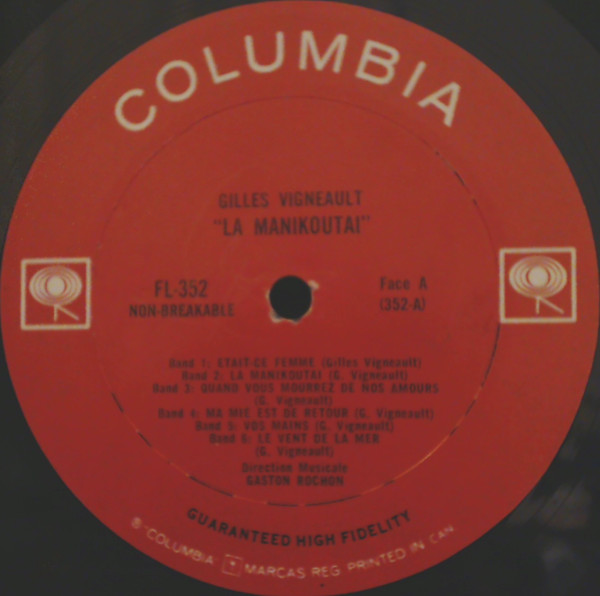 COLUMBIA
GILLES VIGNEAULT
"LA MANIKOUTAI"
FL-352
NON-BREAKABLE
Face A
(352-A)
Band 1: ETAIT-CE FEMME (Gilles Vigneault)
Band 2: LA MANIKOUTAI (G. Vigneault)
Band 3: QUAND VOUS MOURREZ DE NOS AMOURS
(G. Vigneault)
Band 4: MA MIE EST DE RETOUR (G. Vigneault)
Band 5: VOS MAINS (G. Vigneault)
Band 6: LE VENT DE LA MER
(G. Vigneault)
Direction Musicale
GASTON ROCHON
GUARANTEED HIGH FIDELITY
® "COLUMBIA" MARCAS REG. PRINTED IN CAN.